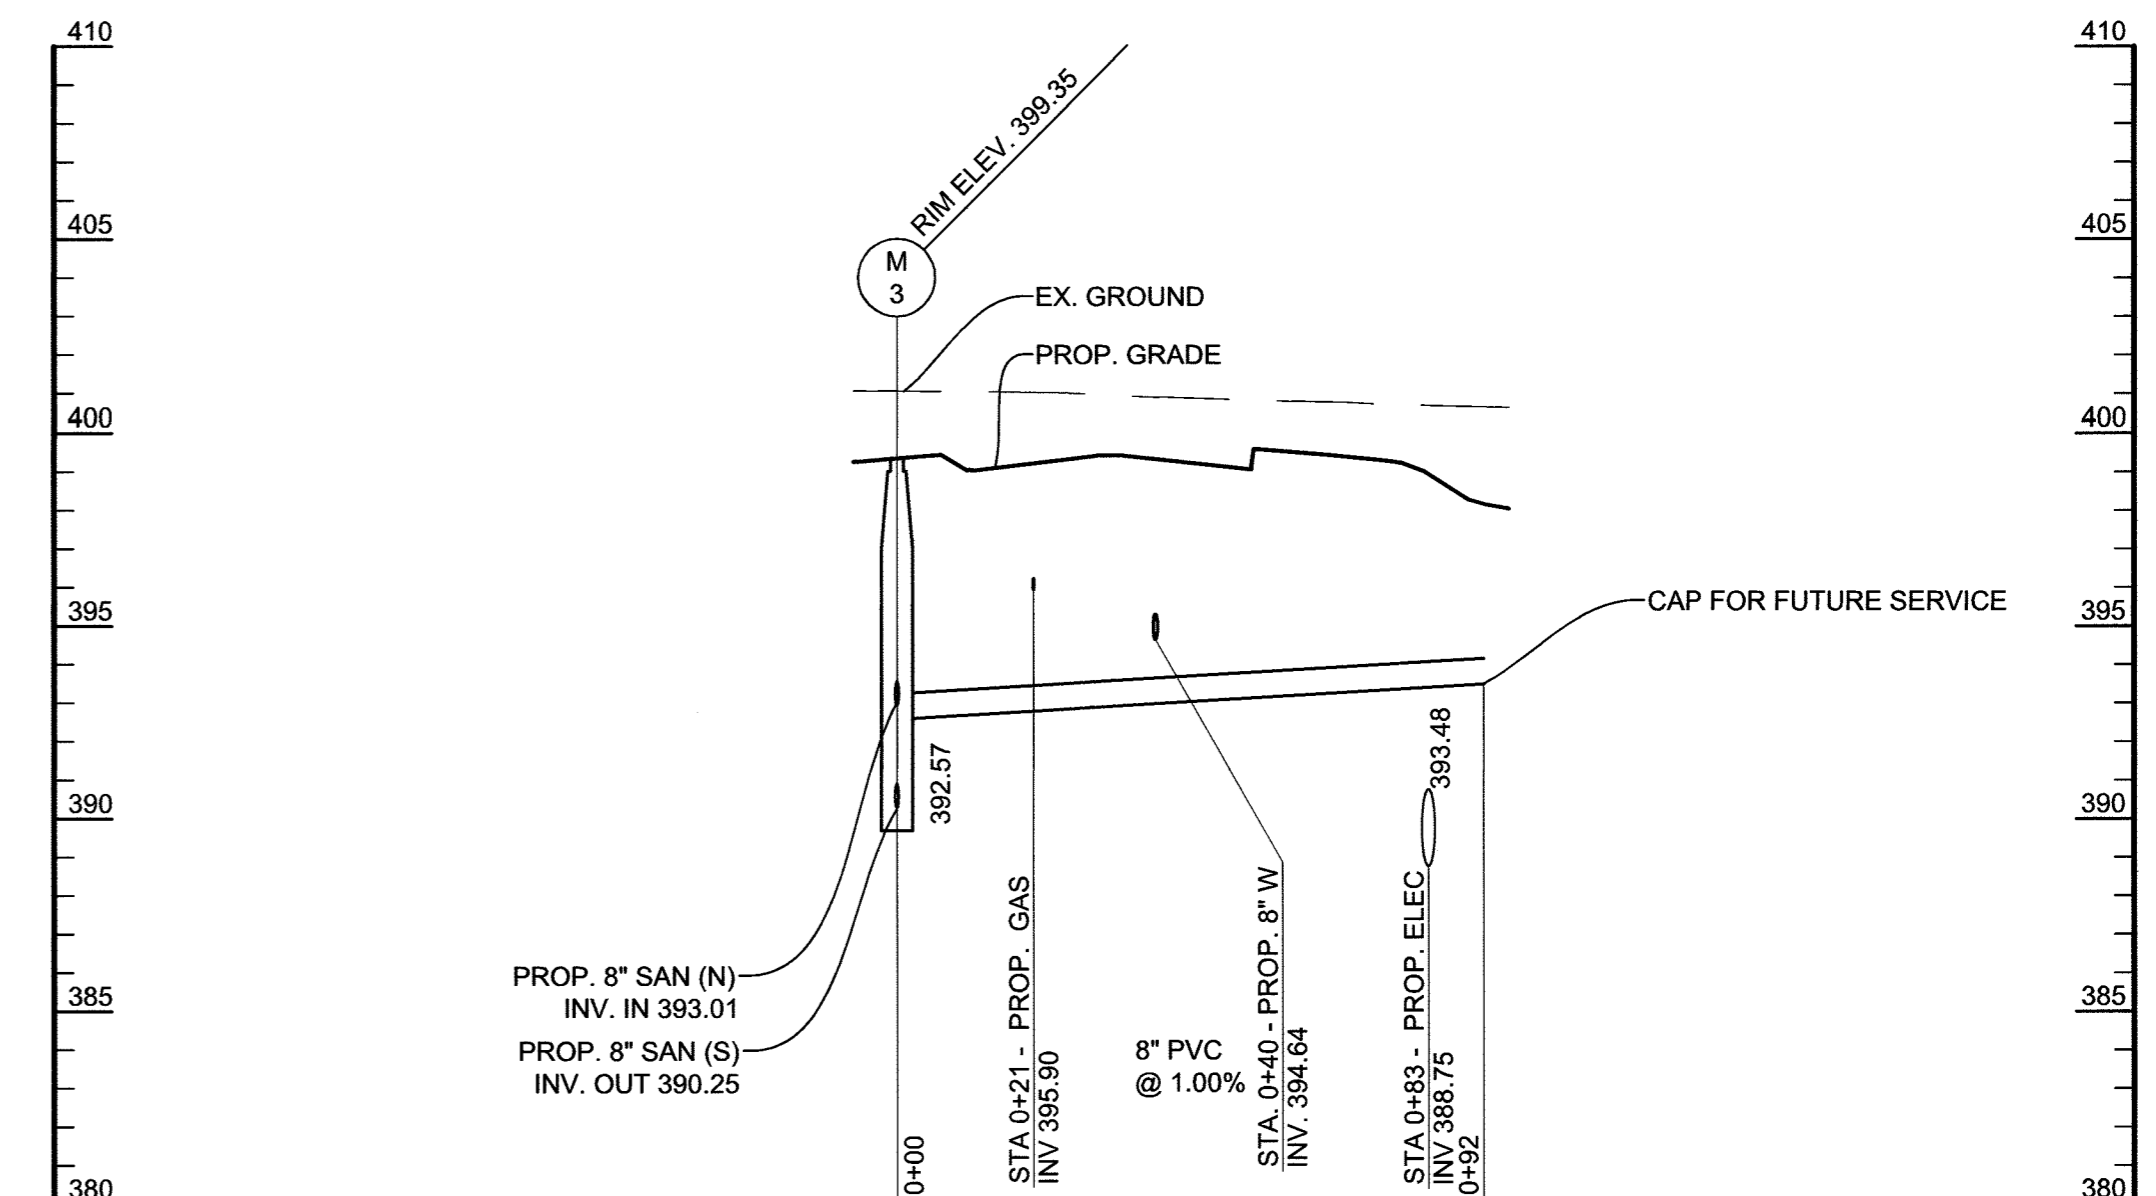 410
410
RIM ELEV. 399.35
405
405
M
3
EX. GROUND
PROP. GRADE
400
400
395
395
CAP FOR FUTURE SERVICE
390
390
392.57
393.48
PROP. 8" SAN (N)
INV. IN 393.01
385
385
PROP. 8" SAN (S)
INV. OUT 390.25
8" PVC
@ 1.00%
0+00
STA 0+21 - PROP. GAS
INV 395.90
STA. 0+40 - PROP. 8" W
INV. 394.64
STA 0+83 - PROP. ELEC
INV 388.75
0+92
380
380